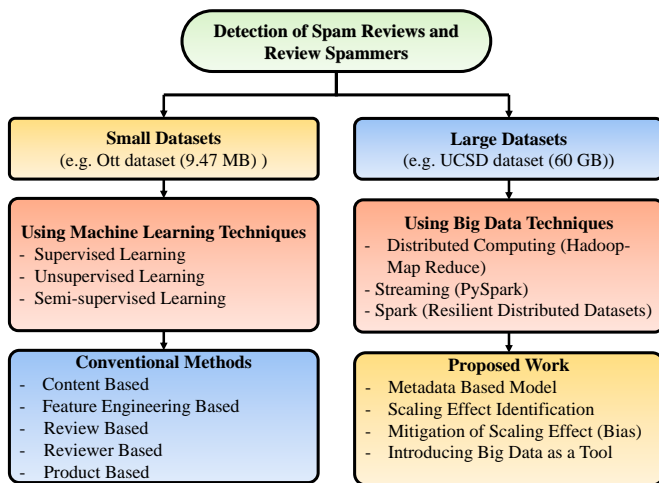 Detection of Spam Reviews and
Review Spammers
Small Datasets
(e.g. Ott dataset (9.47 MB) )
Using Machine Learning Techniques
- Supervised Learning
- Unsupervised Learning
- Semi-supervised Learning
Conventional Methods
- Content Based
- Feature Engineering Based
- Review Based
- Reviewer Based
- Product Based
Large Datasets
(e.g. UCSD dataset (60 GB))
Using Big Data Techniques
- Distributed Computing (Hadoop-
Map Reduce)
- Streaming (PySpark)
- Spark (Resilient Distributed Datasets)
Proposed Work
- Metadata Based Model
- Scaling Effect Identification
- Mitigation of Scaling Effect (Bias)
- Introducing Big Data as a Tool